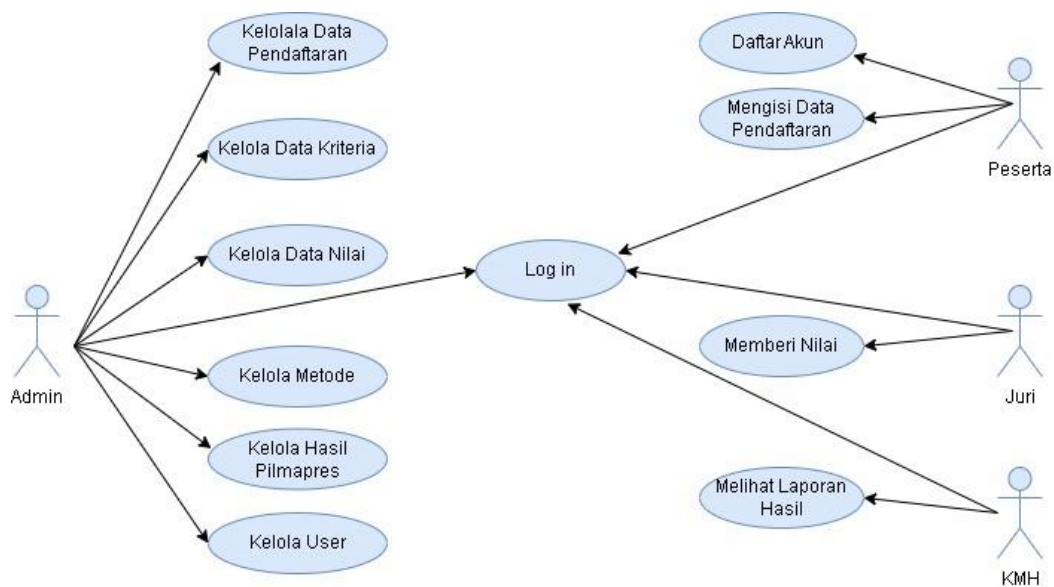 Kelolala Data
Pendaftaran
Kelola Data Kriteria
Kelola Data Nilai
Kelola Metode
Kelola Hasil
Pilmapres
Kelola User
Admin
Log in
Daftar Akun
Mengisi Data
Pendaftaran
Memberi Nilai
Melihat Laporan
Hasil
Peserta
Juri
KMH